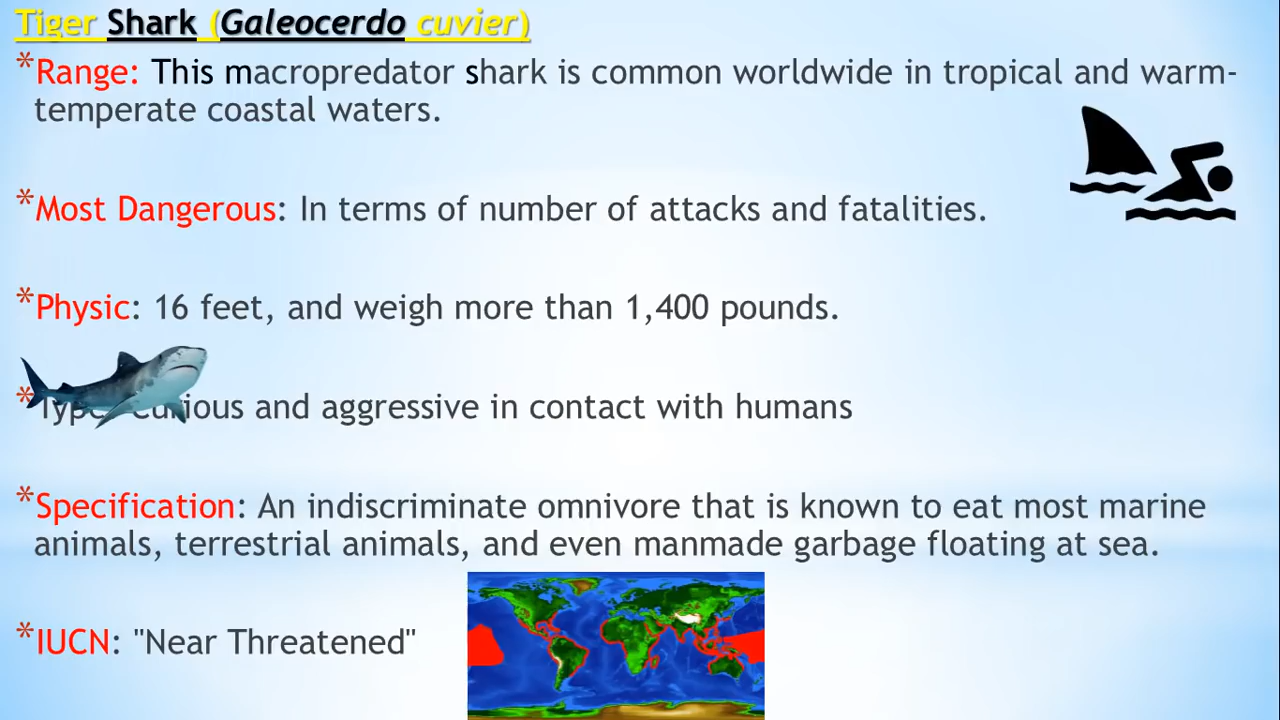 Tiger Shark (Galeocerdo cuvier)
*Range: This macropredator shark is common worldwide in tropical and warm-
temperate coastal waters.
*Most Dangerous: In terms of number of attacks and fatalities.
*Physic: 16 feet, and weigh more than 1,400 pounds.
*Type: curious and aggressive in contact with humans
*Specification: An indiscriminate omnivore that is known to eat most marine
animals, terrestrial animals, and even manmade garbage floating at sea.
*IUCN: "Near Threatened"